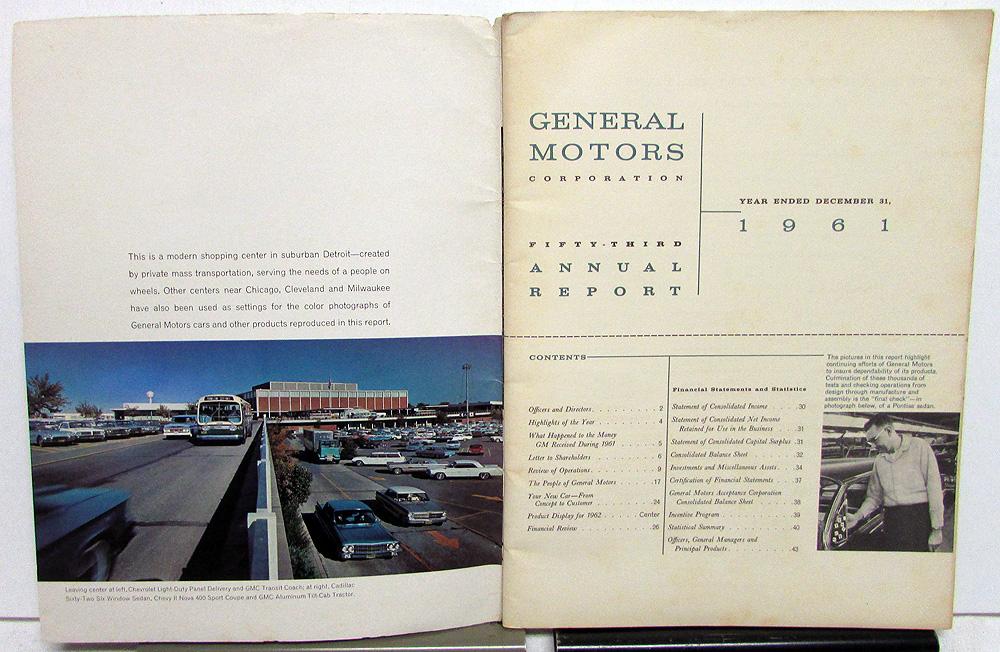 This is a modern shopping center in suburban Detroit—created
by private mass transportation, serving the needs of a people on
wheels. Other centers near Chicago, Cleveland and Milwaukee
have also been used as settings for the color photographs of
General Motors cars and other products reproduced in this report.
Leaving center at left, Chevrolet Light-Duty Panel Delivery and GMC Transit Coach; at right, Cadillac
Sixty-Two Six Window Sedan, Chevy II Nova 400 Sport Coupe and GMC Aluminum Tilt-Cab Tractor.
GENERAL
MOTORS
CORPORATION
FIFTY-THIRD
ANNUAL
REPORT
YEAR ENDED DECEMBER 31,
1961
CONTENTS
Officers and Directors . . . . . . . . 2
Highlights of the Year . . . . . . . . 4
What Happened to the Money
GM Received During 1961 . . . . . 5
Letter to Shareholders . . . . . . . . 6
Review of Operations . . . . . . . . . 9
The People of General Motors . . . . . 17
Your New Car—From
Concept to Customer . . . . . . . . 24
Product Display for 1962 . . . . . Center
Financial Review . . . . . . . . . . 26
Financial Statements and Statistics
Statement of Consolidated Income . . . . 30
Statement of Consolidated Net Income
Retained for Use in the Business . . . . 31
Statement of Consolidated Capital Surplus . 31
Consolidated Balance Sheet . . . . . . . 32
Investments and Miscellaneous Assets . . . 34
Certification of Financial Statements . . . . 37
General Motors Acceptance Corporation
Consolidated Balance Sheet . . . . . . 38
Incentive Program . . . . . . . . . . . 39
Statistical Summary . . . . . . . . . . 40
Officers, General Managers and
Principal Products . . . . . . . . . . 43
The pictures in this report highlight
continuing efforts of General Motors
to insure dependability of its products.
Culmination of these thousands of
tests and checking operations from
design through manufacture and
assembly is the "final check"—in
photograph below, of a Pontiac sedan.